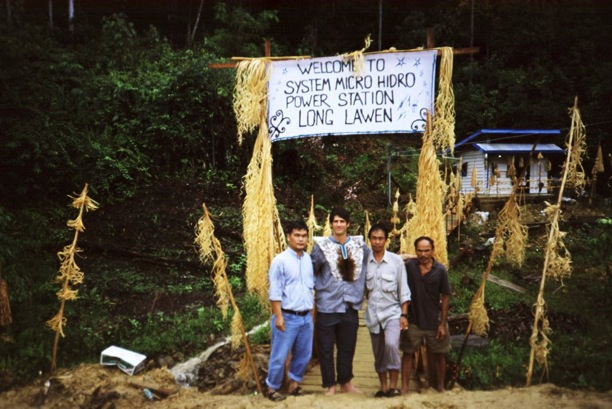 WELCOME TO
SYSTEM MICRO HIDRO
POWER STATION
LONG LAWEN